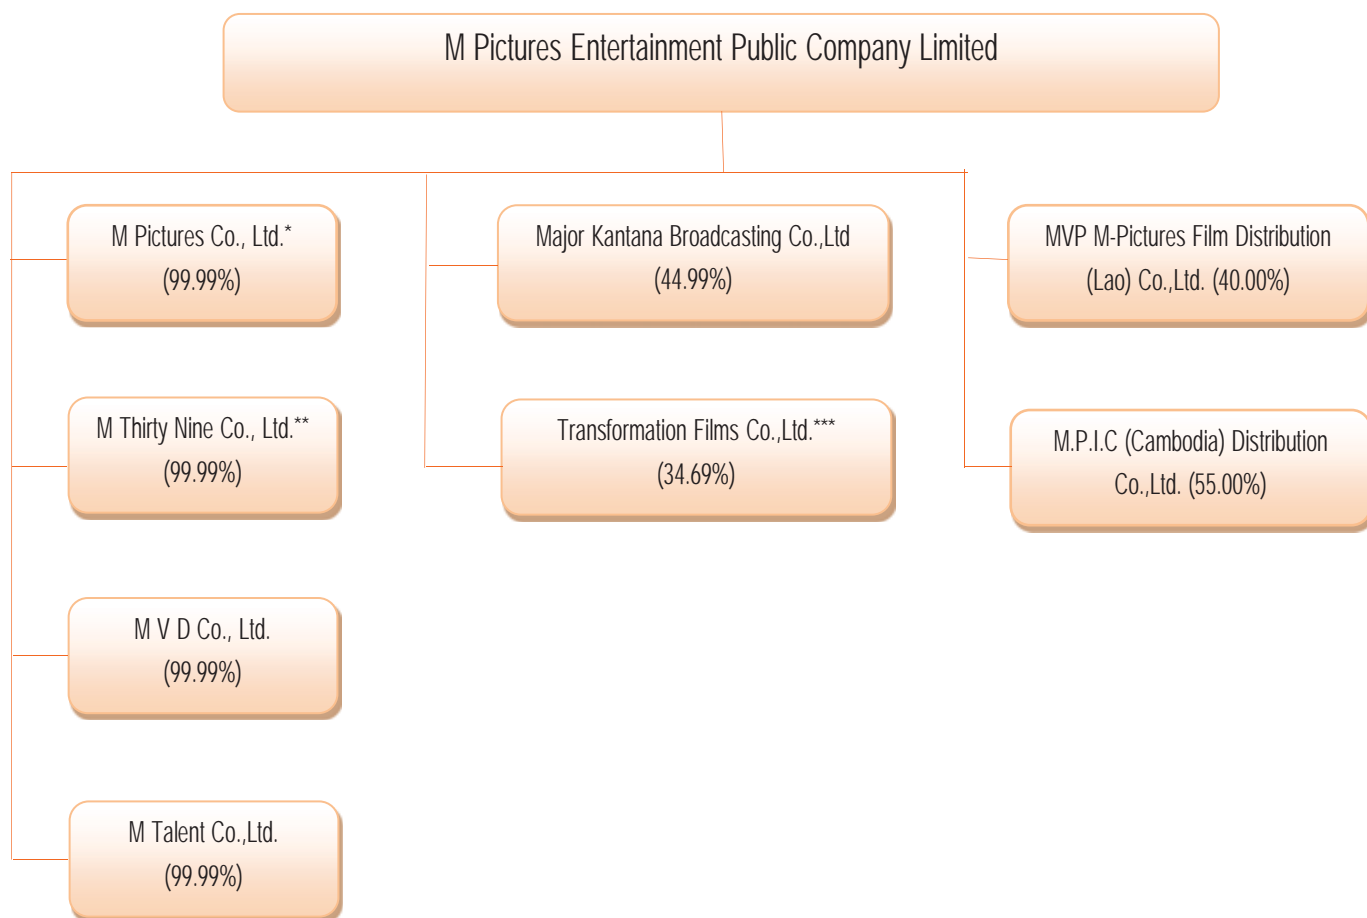 M Pictures Entertainment Public Company Limited
M Pictures Co., Ltd.*
(99.99%)
M Thirty Nine Co., Ltd.**
(99.99%)
M V D Co., Ltd.
(99.99%)
M Talent Co.,Ltd.
(99.99%)
Major Kantana Broadcasting Co.,Ltd
(44.99%)
Transformation Films Co.,Ltd.***
(34.69%)
MVP M-Pictures Film Distribution
(Lao) Co.,Ltd. (40.00%)
M.P.I.C (Cambodia) Distribution
Co.,Ltd. (55.00%)